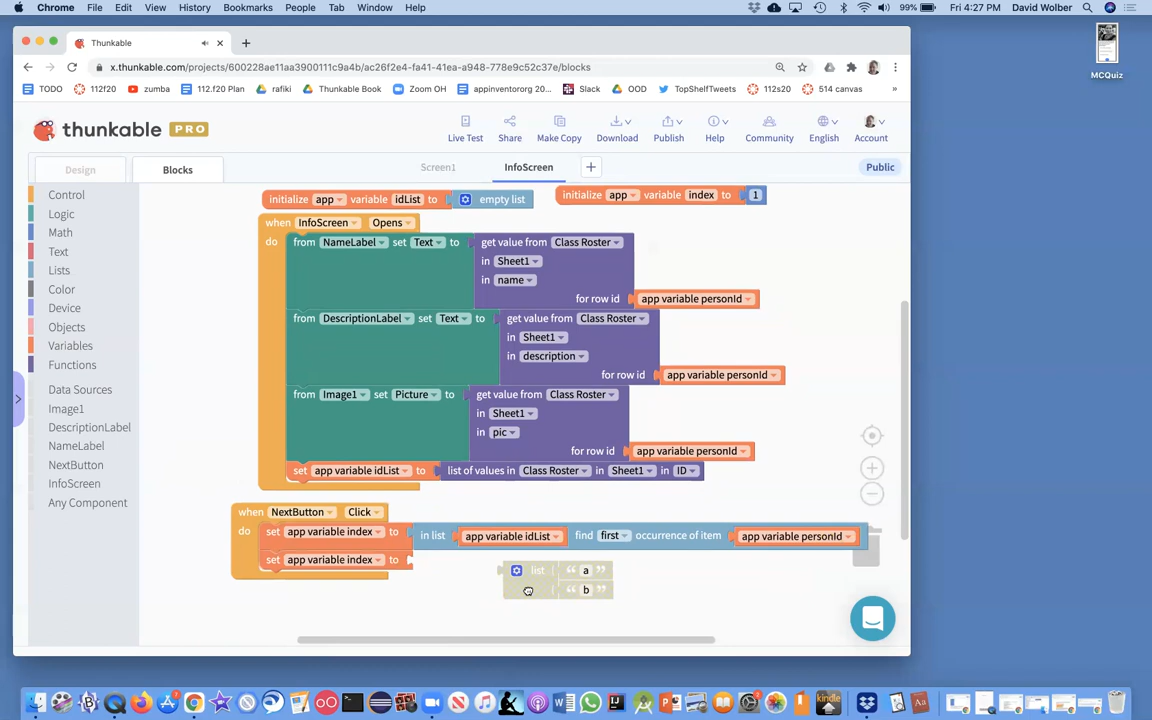 Chrome File Edit View History Bookmarks People Tab Window Help 99% Fri 4:27 PM David Wolber
Thunkable
x.thunkable.com/projects/600228ae11aa3900111c9a4b/ac26f2e4-fa41-41ea-a948-778e9c52c37e/blocks
TODO 112f20 zumba 112.f20 Plan rafiki Thunkable Book Zoom OH appinventororg 20... Slack OOD TopShelfTweets 112s20 514 canvas
MCQuiz
thunkable PRO
Live Test Share Make Copy Download Publish Help Community English Account
Design Blocks Screen1 InfoScreen + Public
Control
Logic
Math
Text
Lists
Color
Device
Objects
Variables
Functions
Data Sources
Image1
DescriptionLabel
NameLabel
NextButton
InfoScreen
Any Component
initialize app variable idList to empty list
initialize app variable index to 1
when InfoScreen Opens
do from NameLabel set Text to get value from Class Roster
in Sheet1
in name
for row id app variable personId
from DescriptionLabel set Text to get value from Class Roster
in Sheet1
in description
for row id app variable personId
from Image1 set Picture to get value from Class Roster
in Sheet1
in pic
for row id app variable personId
set app variable idList to list of values in Class Roster in Sheet1 in ID
when NextButton Click
do set app variable index to in list app variable idList find first occurrence of item app variable personId
set app variable index to
list “ a ”
“ b ”